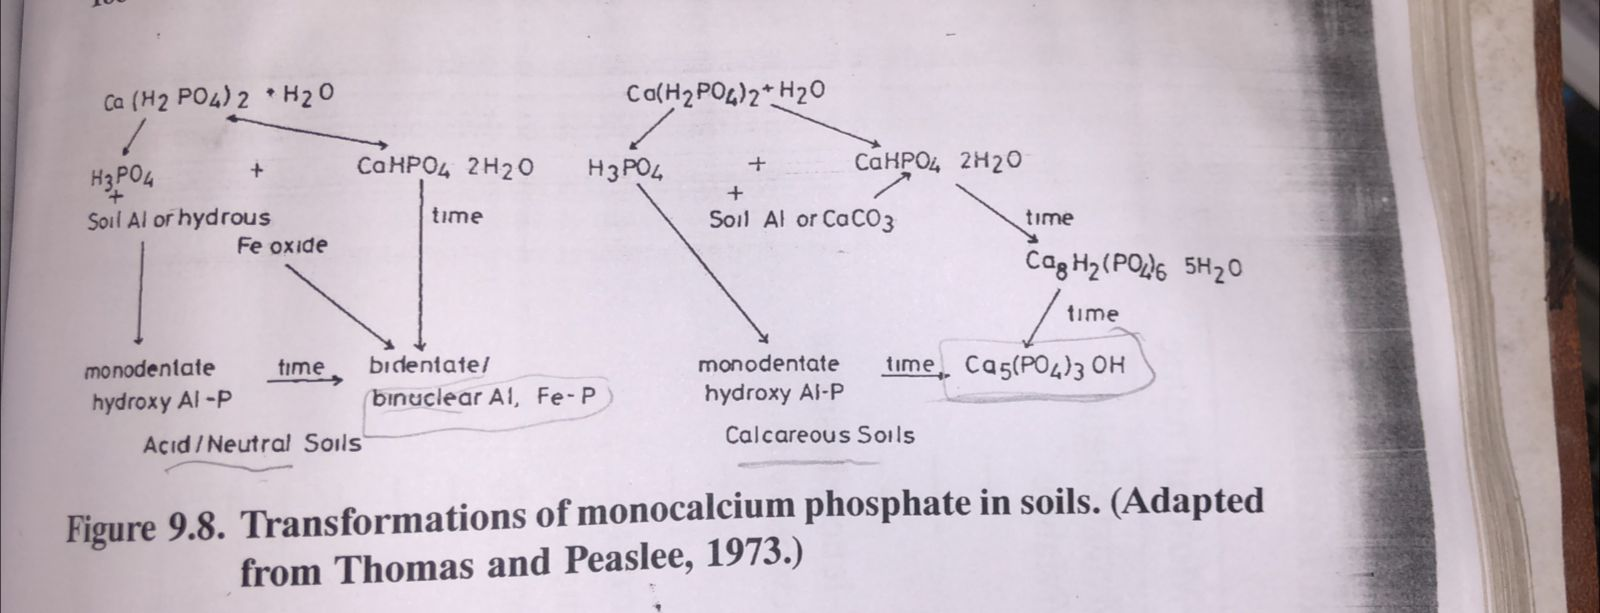 Ca (H2 PO4) 2 + H2O
H3PO4 + CaHPO4 2H2O
+
Soil Al or hydrous
Fe oxide
time
monodentate
hydroxy Al-P
time
bidentate/
binuclear Al, Fe-P
Acid/Neutral Soils
Ca(H2PO4)2+H2O
H3PO4 + CaHPO4 2H2O
+
Soil Al or CaCO3
time
Ca8H2(PO4)6 5H2O
time
monodentate
hydroxy Al-P
time
Ca5(PO4)3 OH
Calcareous Soils
Figure 9.8. Transformations of monocalcium phosphate in soils. (Adapted
from Thomas and Peaslee, 1973.)